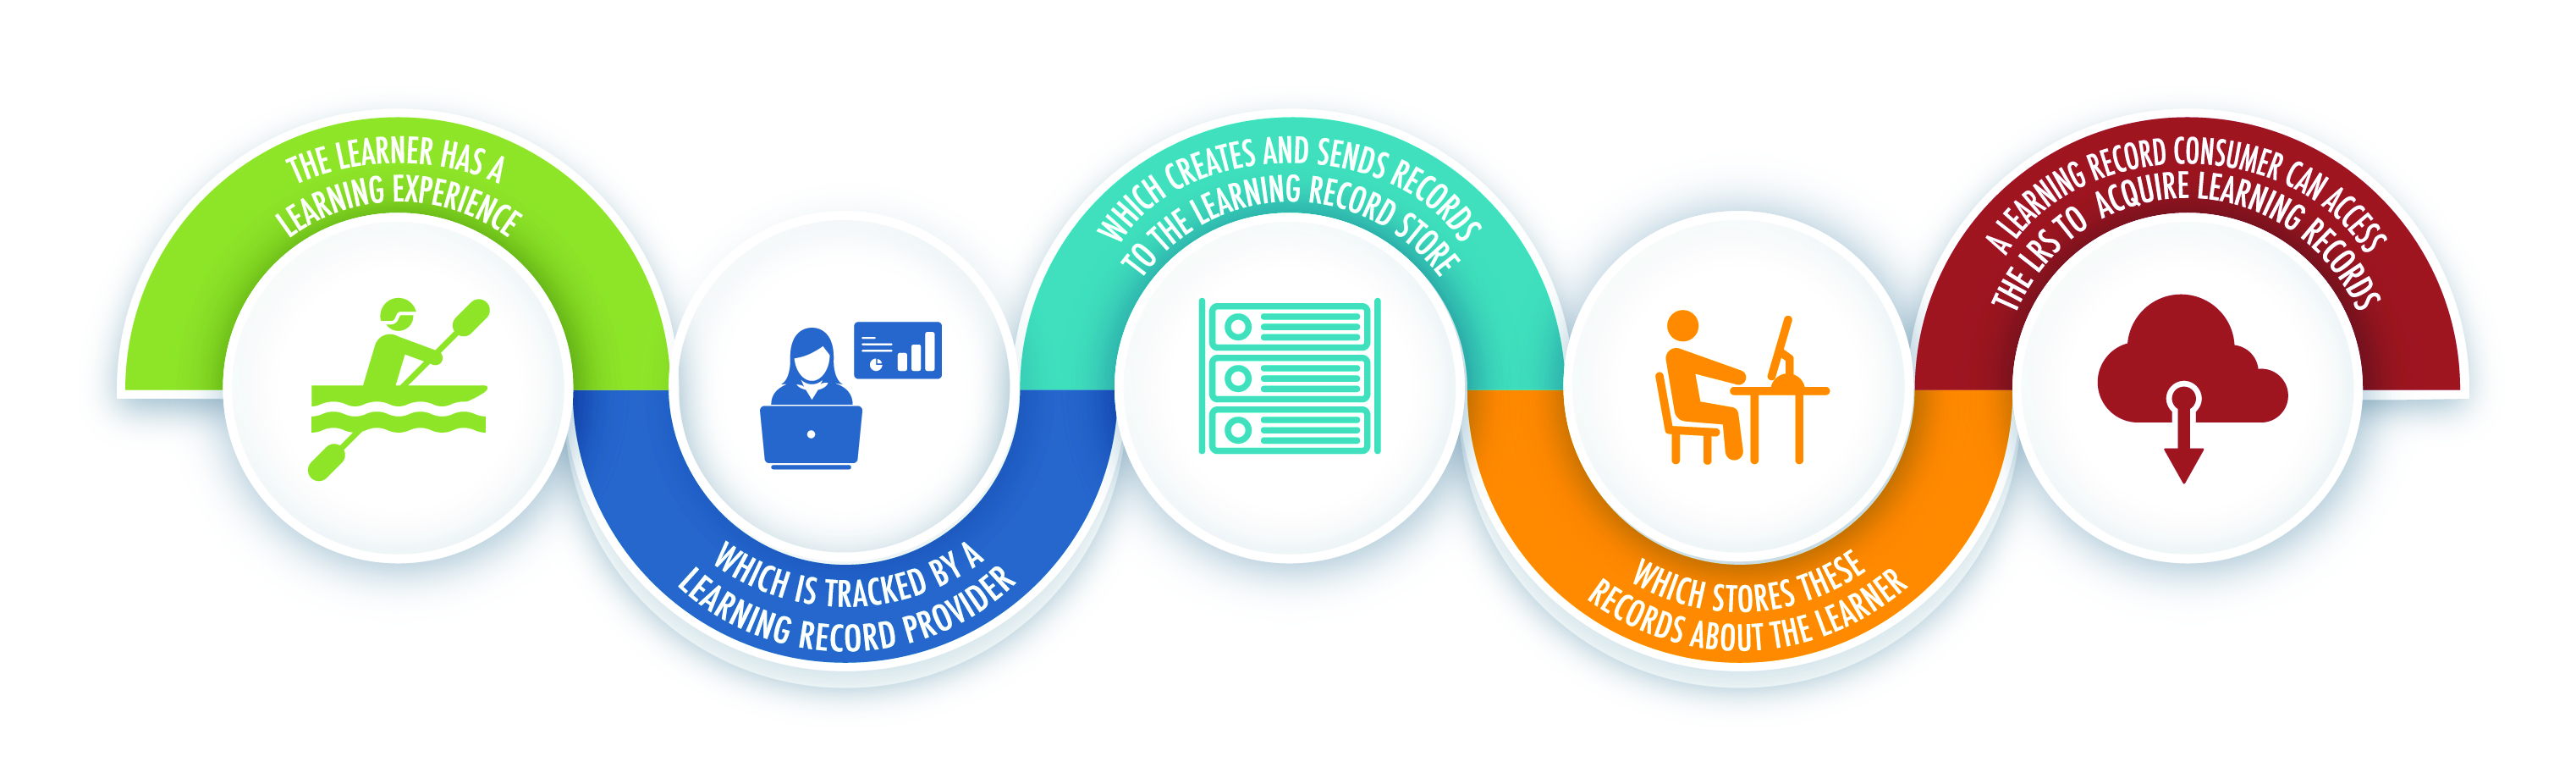 THE LEARNER HAS A
LEARNING EXPERIENCE
WHICH IS TRACKED BY A
LEARNING RECORD PROVIDER
WHICH CREATES AND SENDS RECORDS
TO THE LEARNING RECORD STORE
WHICH STORES THESE
RECORDS ABOUT THE LEARNER
A LEARNING RECORD CONSUMER CAN ACCESS
THE LRS TO ACQUIRE LEARNING RECORDS